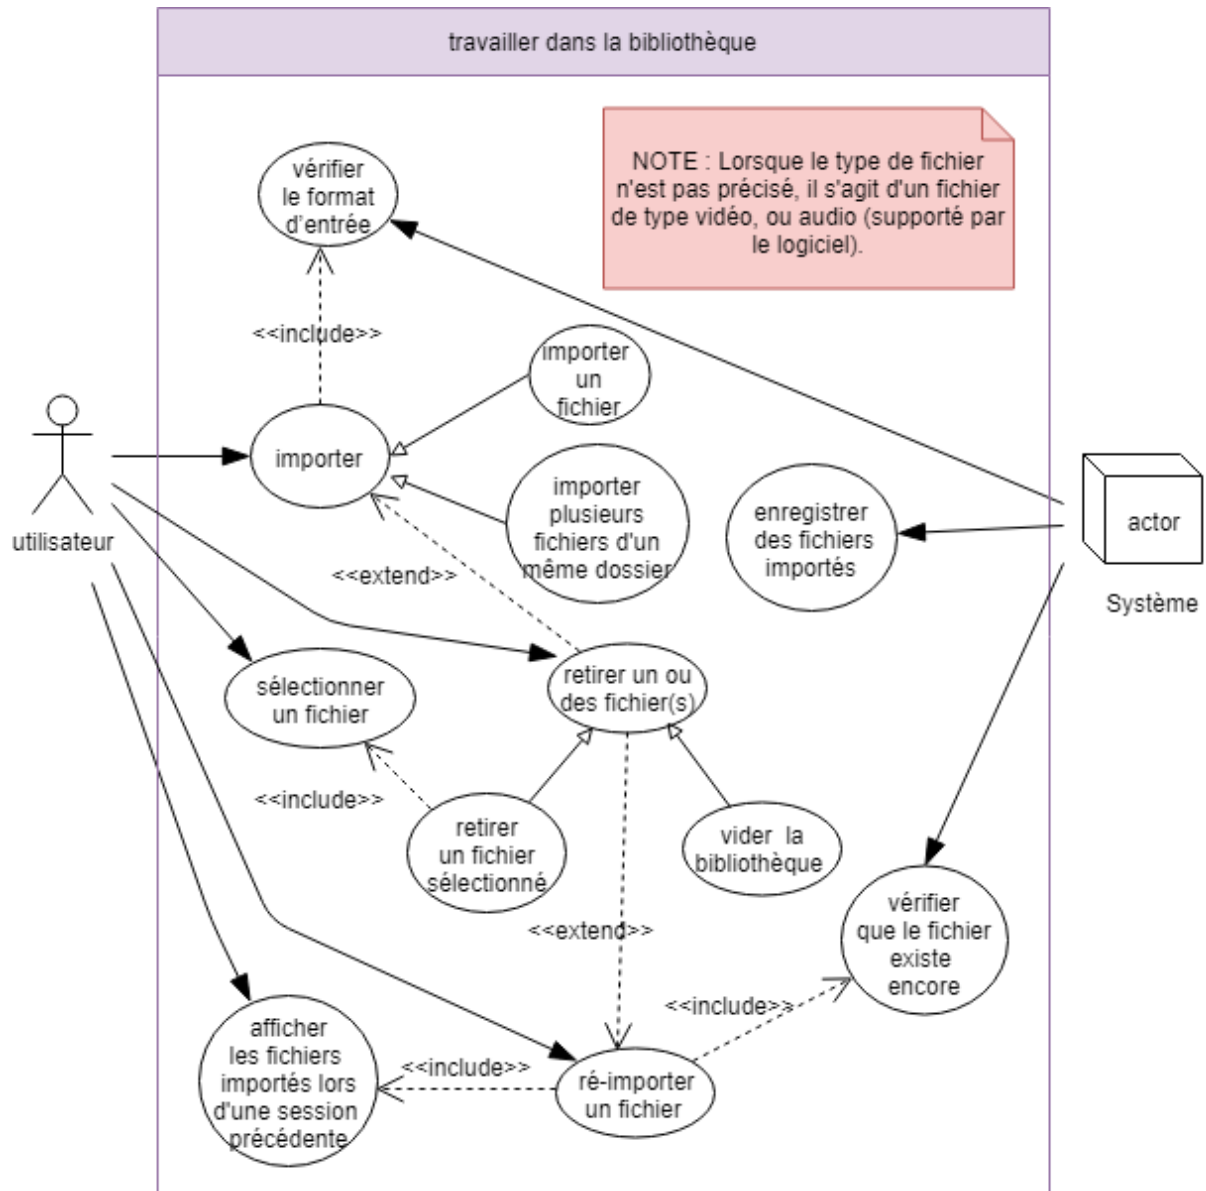 travailler dans la bibliothèque
NOTE : Lorsque le type de fichier
n'est pas précisé, il s'agit d'un fichier
de type vidéo, ou audio (supporté par
le logiciel).
vérifier
le format
d'entrée
<<include>>
importer
un
fichier
importer
importer
plusieurs
fichiers d'un
même dossier
enregistrer
des fichiers
importés
actor
Système
utilisateur
<<extend>>
sélectionner
un fichier
retirer un ou
des fichier(s)
<<include>>
retirer
un fichier
sélectionné
vider la
bibliothèque
vérifier
que le fichier
existe
encore
<<extend>>
<<include>>
afficher
les fichiers
importés lors
d'une session
précédente
<<include>>
ré-importer
un fichier